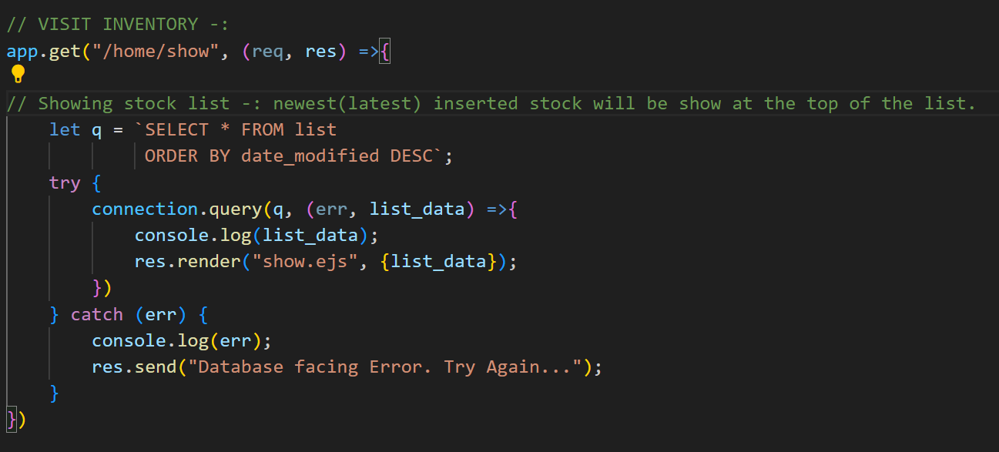 // VISIT INVENTORY -:
app.get("/home/show", (req, res) =>{
// Showing stock list -: newest(latest) inserted stock will be show at the top of the list.
    let q = `SELECT * FROM list
             ORDER BY date_modified DESC`;
    try {
        connection.query(q, (err, list_data) =>{
            console.log(list_data);
            res.render("show.ejs", {list_data});
        })
    } catch (err) {
        console.log(err);
        res.send("Database facing Error. Try Again...");
    }
})